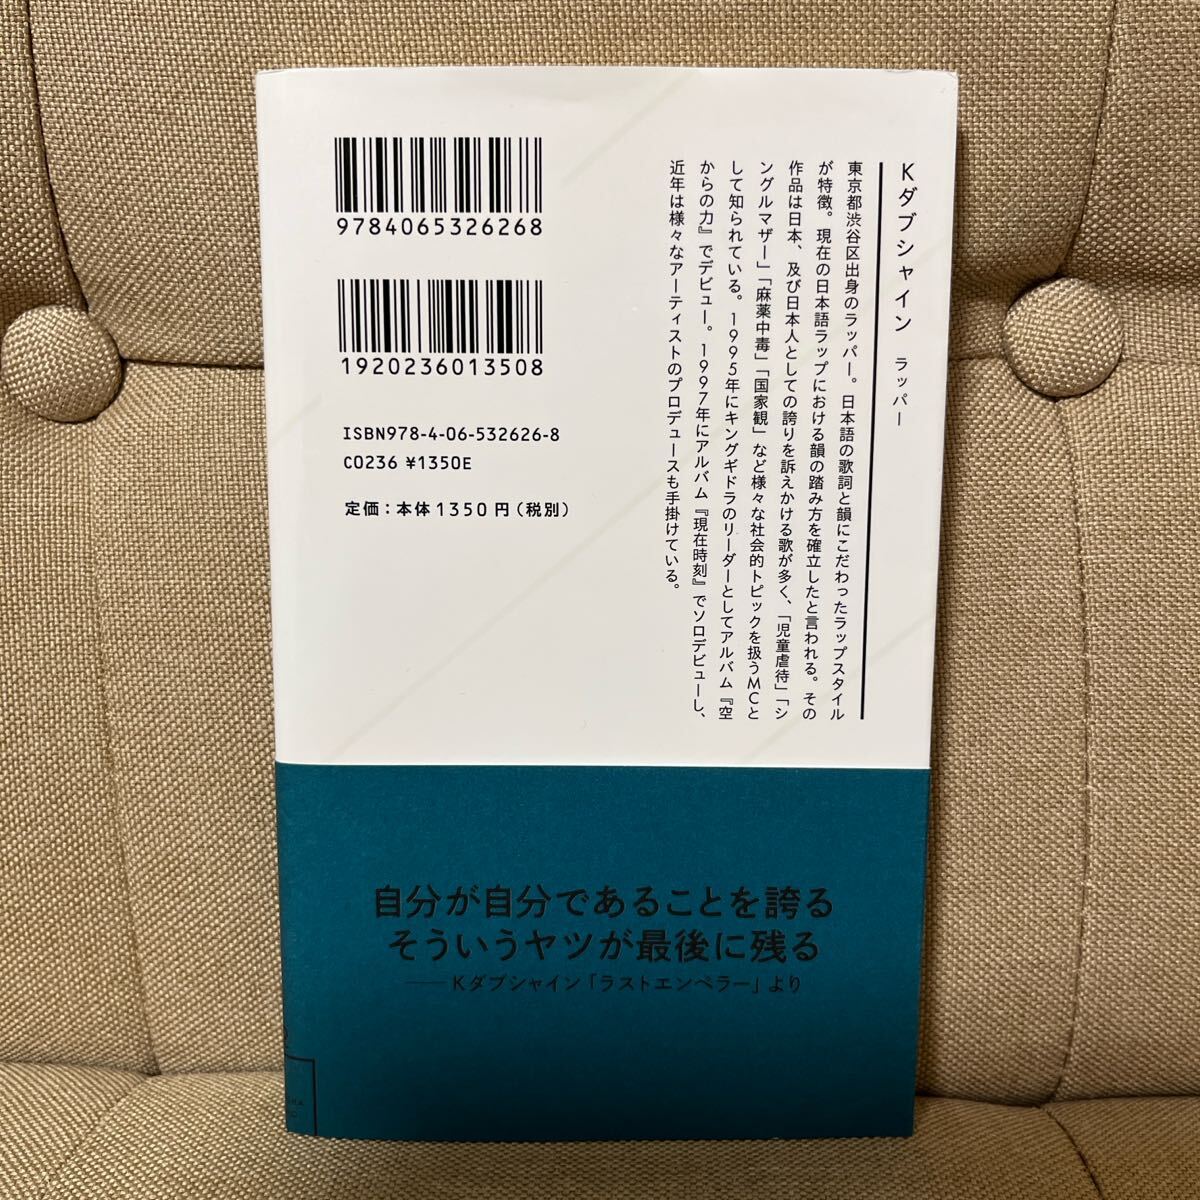 Kダブシャイン ラッパー
東京都渋谷区出身のラッパー。日本語の歌詞と韻にこだわったラップスタイル
が特徴。現在の日本語ラップにおける韻の踏み方を確立したと言われる。その
作品は日本、及び日本人としての誇りを訴えかける歌が多く、「児童虐待」「シ
ングルマザー」「麻薬中毒」「国家観」など様々な社会的トピックを扱うMCと
して知られている。1995年にキングギドラのリーダーとしてアルバム『空
からの力』でデビュー。1997年にアルバム『現在時刻』でソロデビューし、
近年は様々なアーティストのプロデュースも手掛けている。
9784065326268
1920236013508
ISBN978-4-06-532626-8
C0236 ¥1350E
定価：本体1350円（税別）
自分が自分であることを誇る
そういうヤツが最後に残る
——Kダブシャイン「ラストエンペラー」より